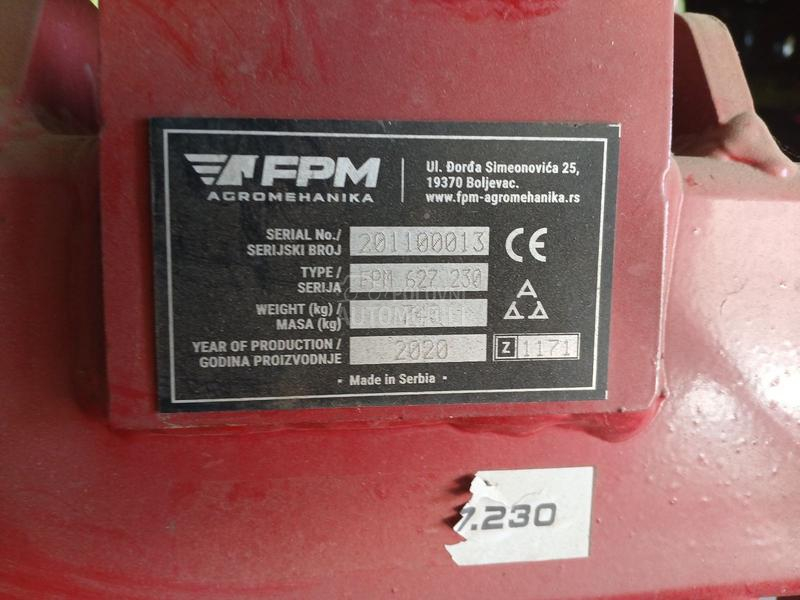 FPM
AGROMEHANIKA
Ul. Đorđa Simeonovića 25,
19370 Boljevac.
www.fpm-agromehanika.rs
SERIAL No./
SERIJSKI BROJ
201100013
CE
TYPE /
SERIJA
FPM 627.230
WEIGHT (kg) /
MASA (kg)
A
A A
YEAR OF PRODUCTION /
GODINA PROIZVODNJE
2020
Z 1171
• Made in Serbia •
7.230